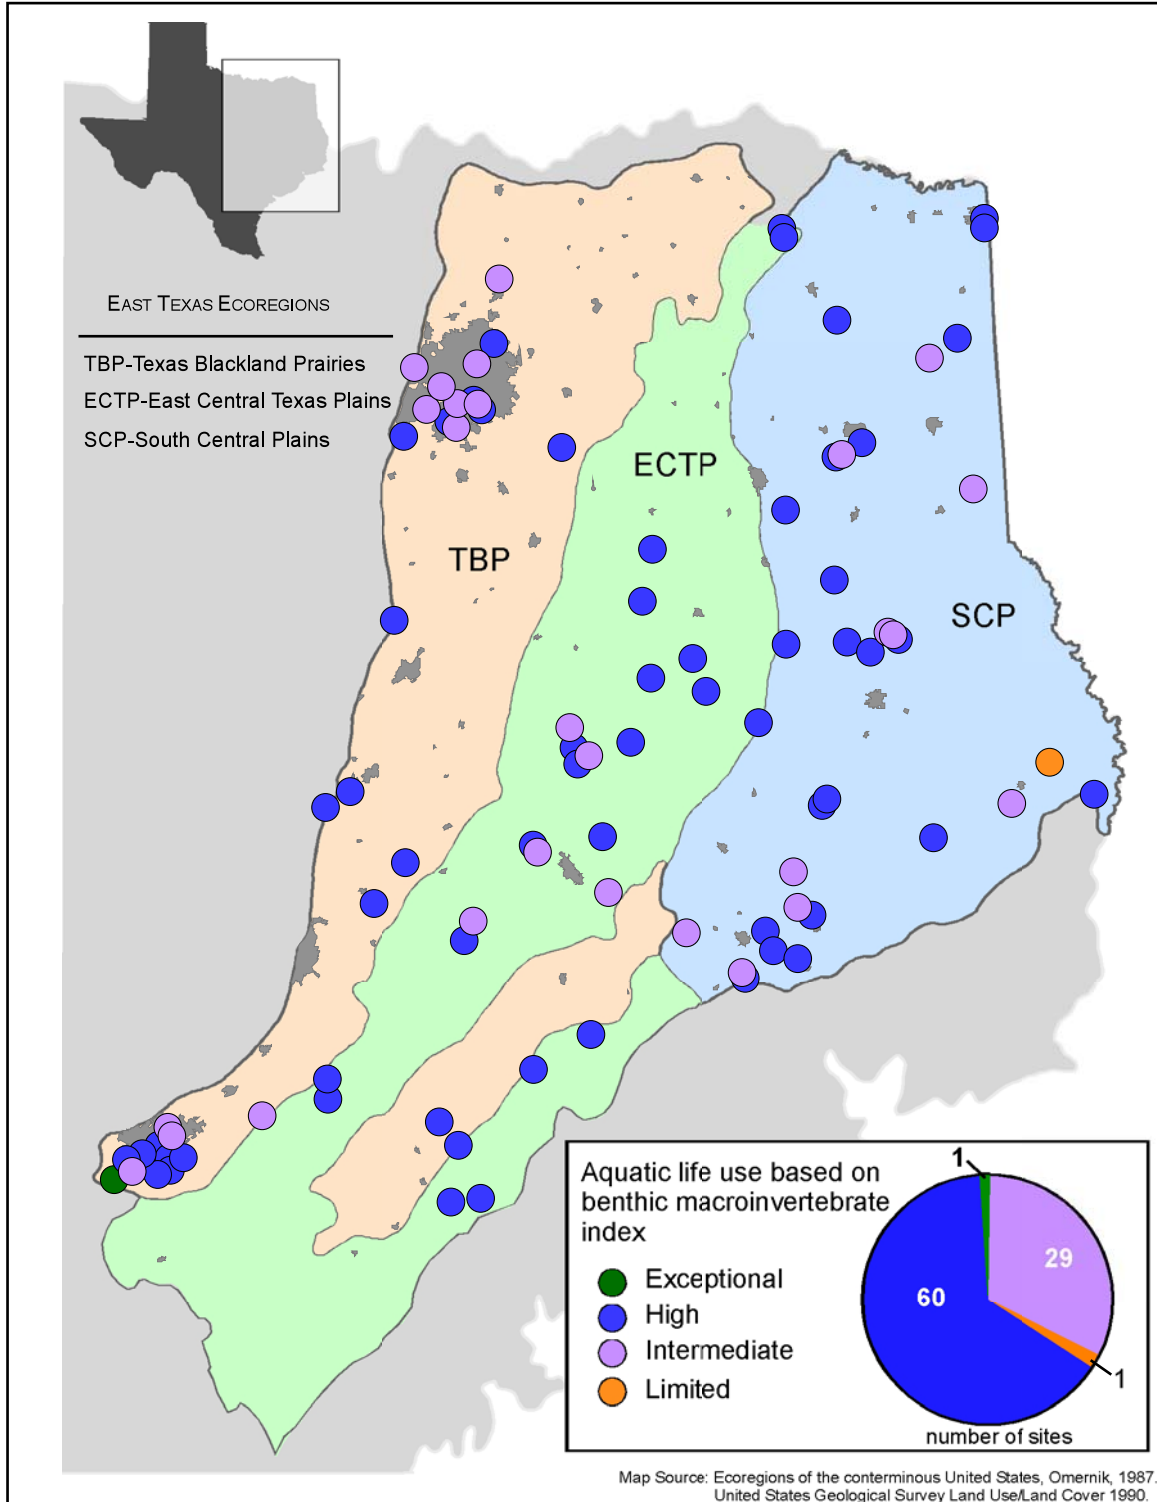 EAST TEXAS ECOREGIONS
TBP-Texas Blackland Prairies
ECTP-East Central Texas Plains
SCP-South Central Plains
ECTP
TBP
SCP
Aquatic life use based on
benthic macroinvertebrate
index
Exceptional
High
Intermediate
Limited
1
29
60
1
number of sites
Map Source: Ecoregions of the conterminous United States, Omernik, 1987.
United States Geological Survey Land Use/Land Cover 1990.